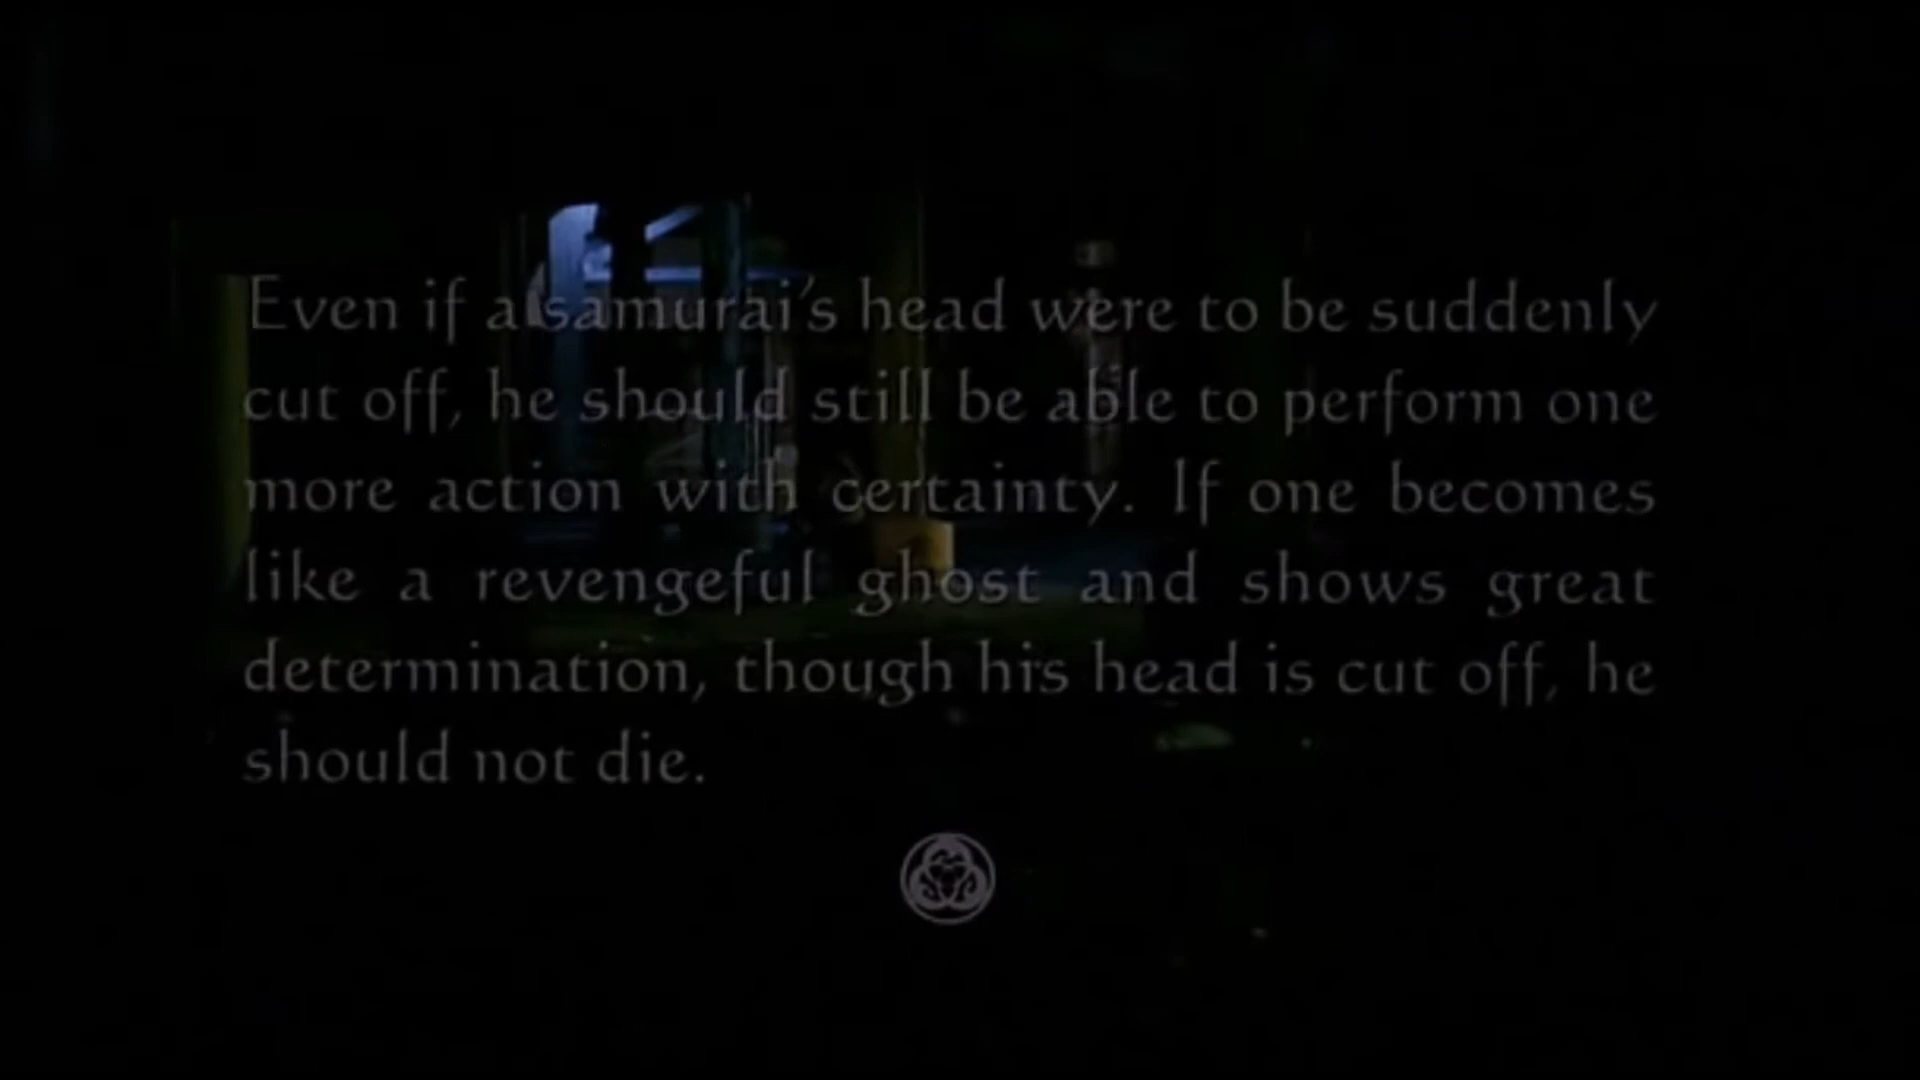 Even if a samurai's head were to be suddenly
cut off, he should still be able to perform one
more action with certainty. If one becomes
like a revengeful ghost and shows great
determination, though his head is cut off, he
should not die.